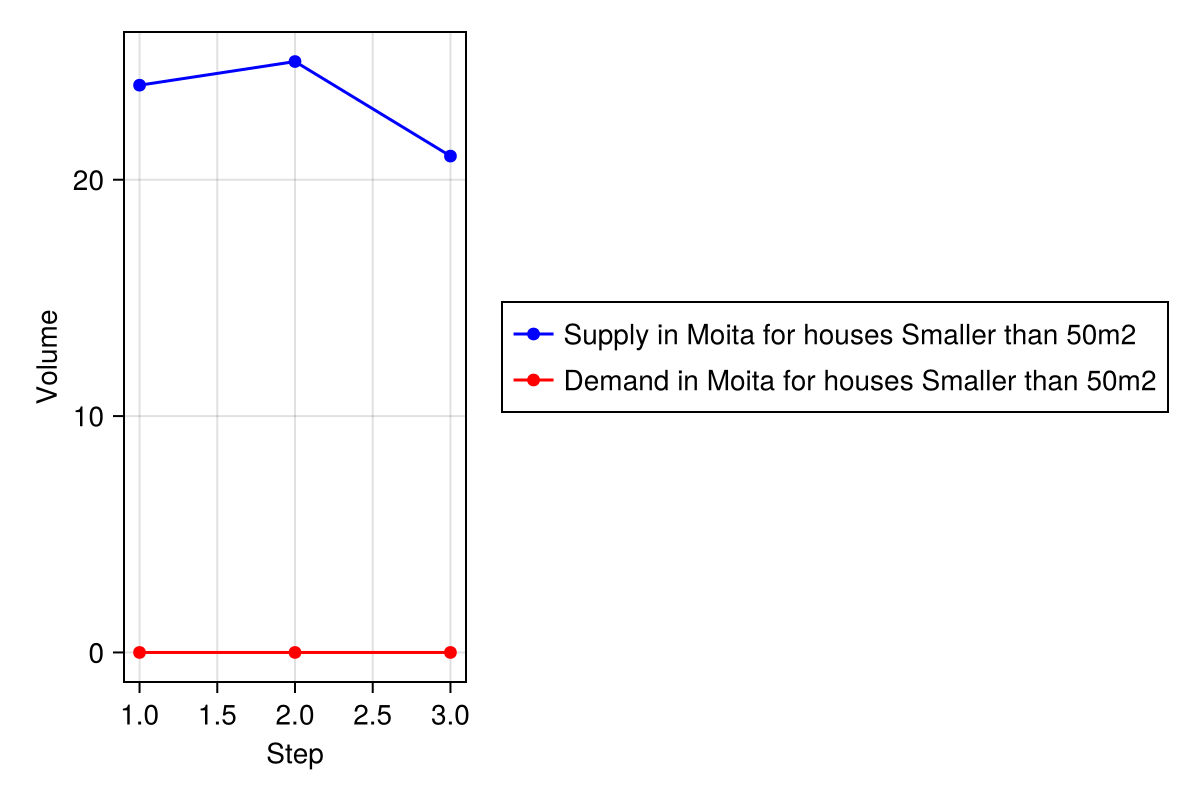 Volume
20
10
0
1.0 1.5 2.0 2.5 3.0
Step
Supply in Moita for houses Smaller than 50m2
Demand in Moita for houses Smaller than 50m2